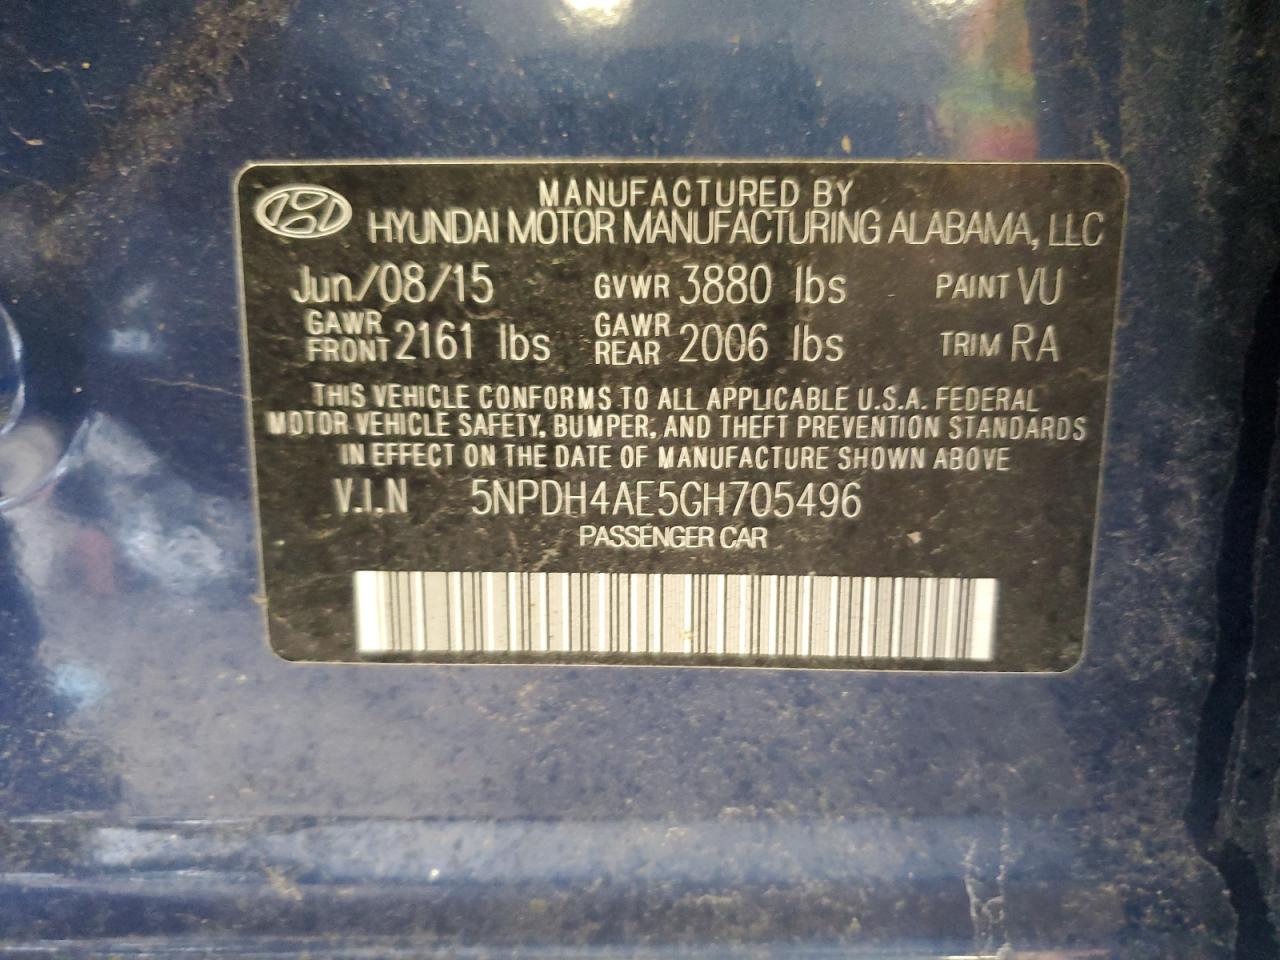 MANUFACTURED BY
HYUNDAI MOTOR MANUFACTURING ALABAMA, LLC
Jun/08/15 GVWR 3880 lbs PAINT VU
GAWR FRONT 2161 lbs GAWR REAR 2006 lbs TRIM RA
THIS VEHICLE CONFORMS TO ALL APPLICABLE U.S.A. FEDERAL
MOTOR VEHICLE SAFETY, BUMPER, AND THEFT PREVENTION STANDARDS
IN EFFECT ON THE DATE OF MANUFACTURE SHOWN ABOVE
V.I.N 5NPDH4AE5GH705496
PASSENGER CAR